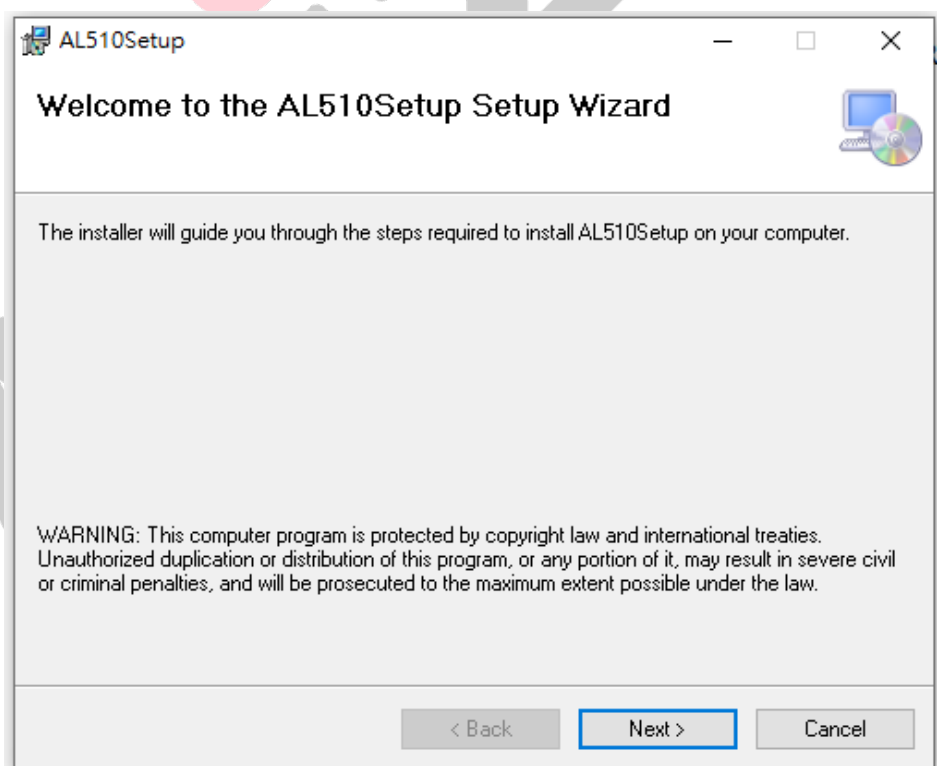 AL510Setup
Welcome to the AL510Setup Setup Wizard
The installer will guide you through the steps required to install AL510Setup on your computer.
WARNING: This computer program is protected by copyright law and international treaties.
Unauthorized duplication or distribution of this program, or any portion of it, may result in severe civil
or criminal penalties, and will be prosecuted to the maximum extent possible under the law.
< Back
Next >
Cancel